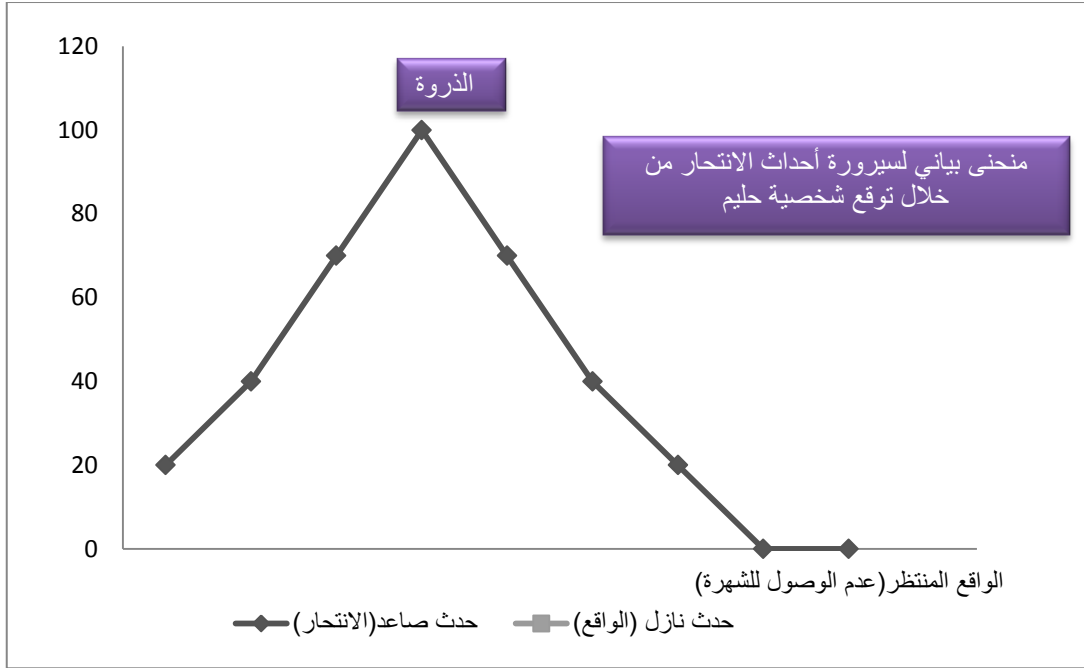 120
الذروة
100
منحنى بياني لسيرورة أحداث الانتحار من
خلال توقع شخصية حليم
80
60
40
20
0
الواقع المنتظر(عدم الوصول للشهرة)
حدث صاعد(الانتحار)
حدث نازل (الواقع)